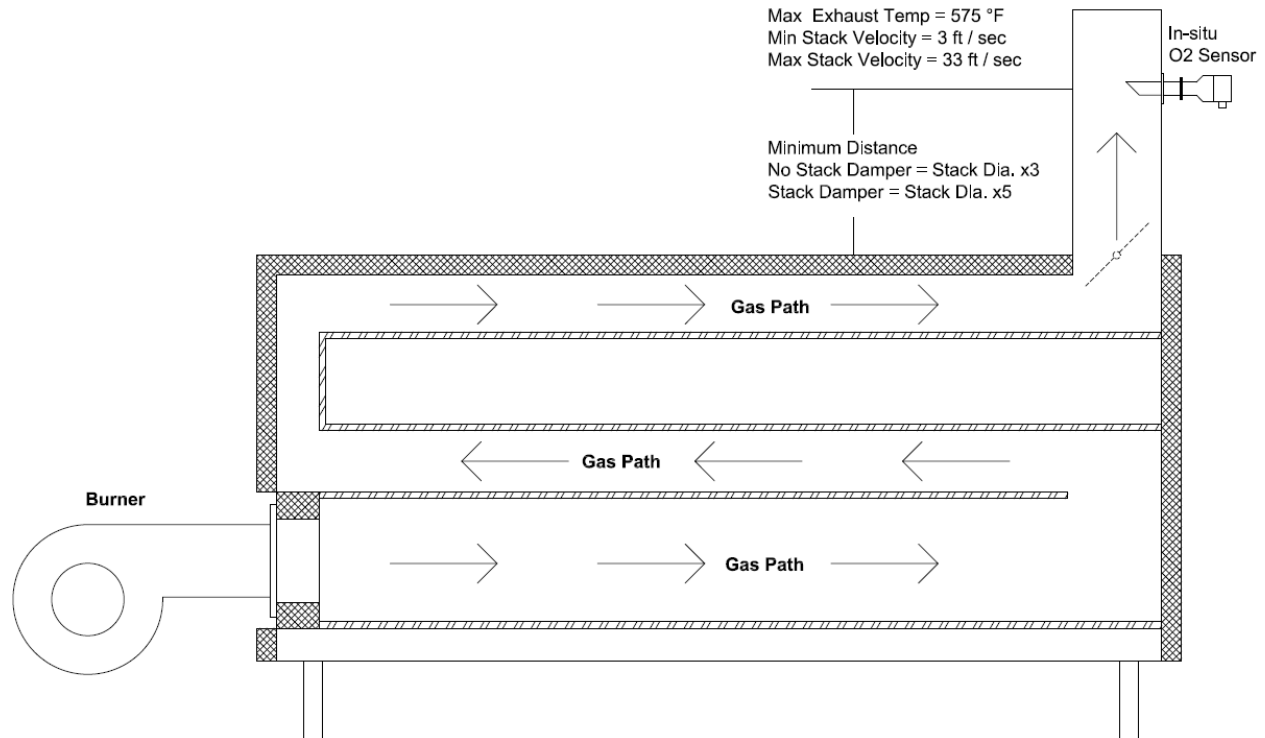 Max Exhaust Temp = 575 °F
Min Stack Velocity = 3 ft / sec
Max Stack Velocity = 33 ft / sec
In-situ
O2 Sensor
Minimum Distance
No Stack Damper = Stack Dia. x3
Stack Damper = Stack DIa. x5
Gas Path
Gas Path
Burner
Gas Path